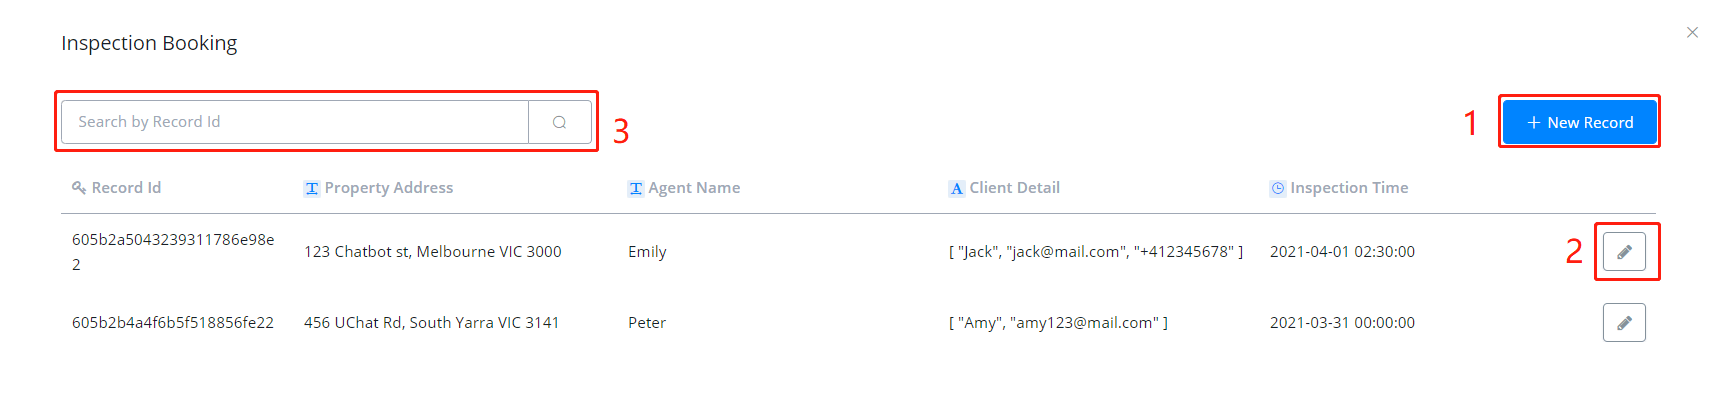 Inspection Booking
Search by Record Id
3
1
+ New Record
Record Id
T Property Address
T Agent Name
A Client Detail
Inspection Time
605b2a5043239311786e98e
2
123 Chatbot st, Melbourne VIC 3000
Emily
[ "Jack", "jack@mail.com", "+412345678" ]
2021-04-01 02:30:00
2
605b2b4a4f6b5f518856fe22
456 UChat Rd, South Yarra VIC 3141
Peter
[ "Amy", "amy123@mail.com" ]
2021-03-31 00:00:00